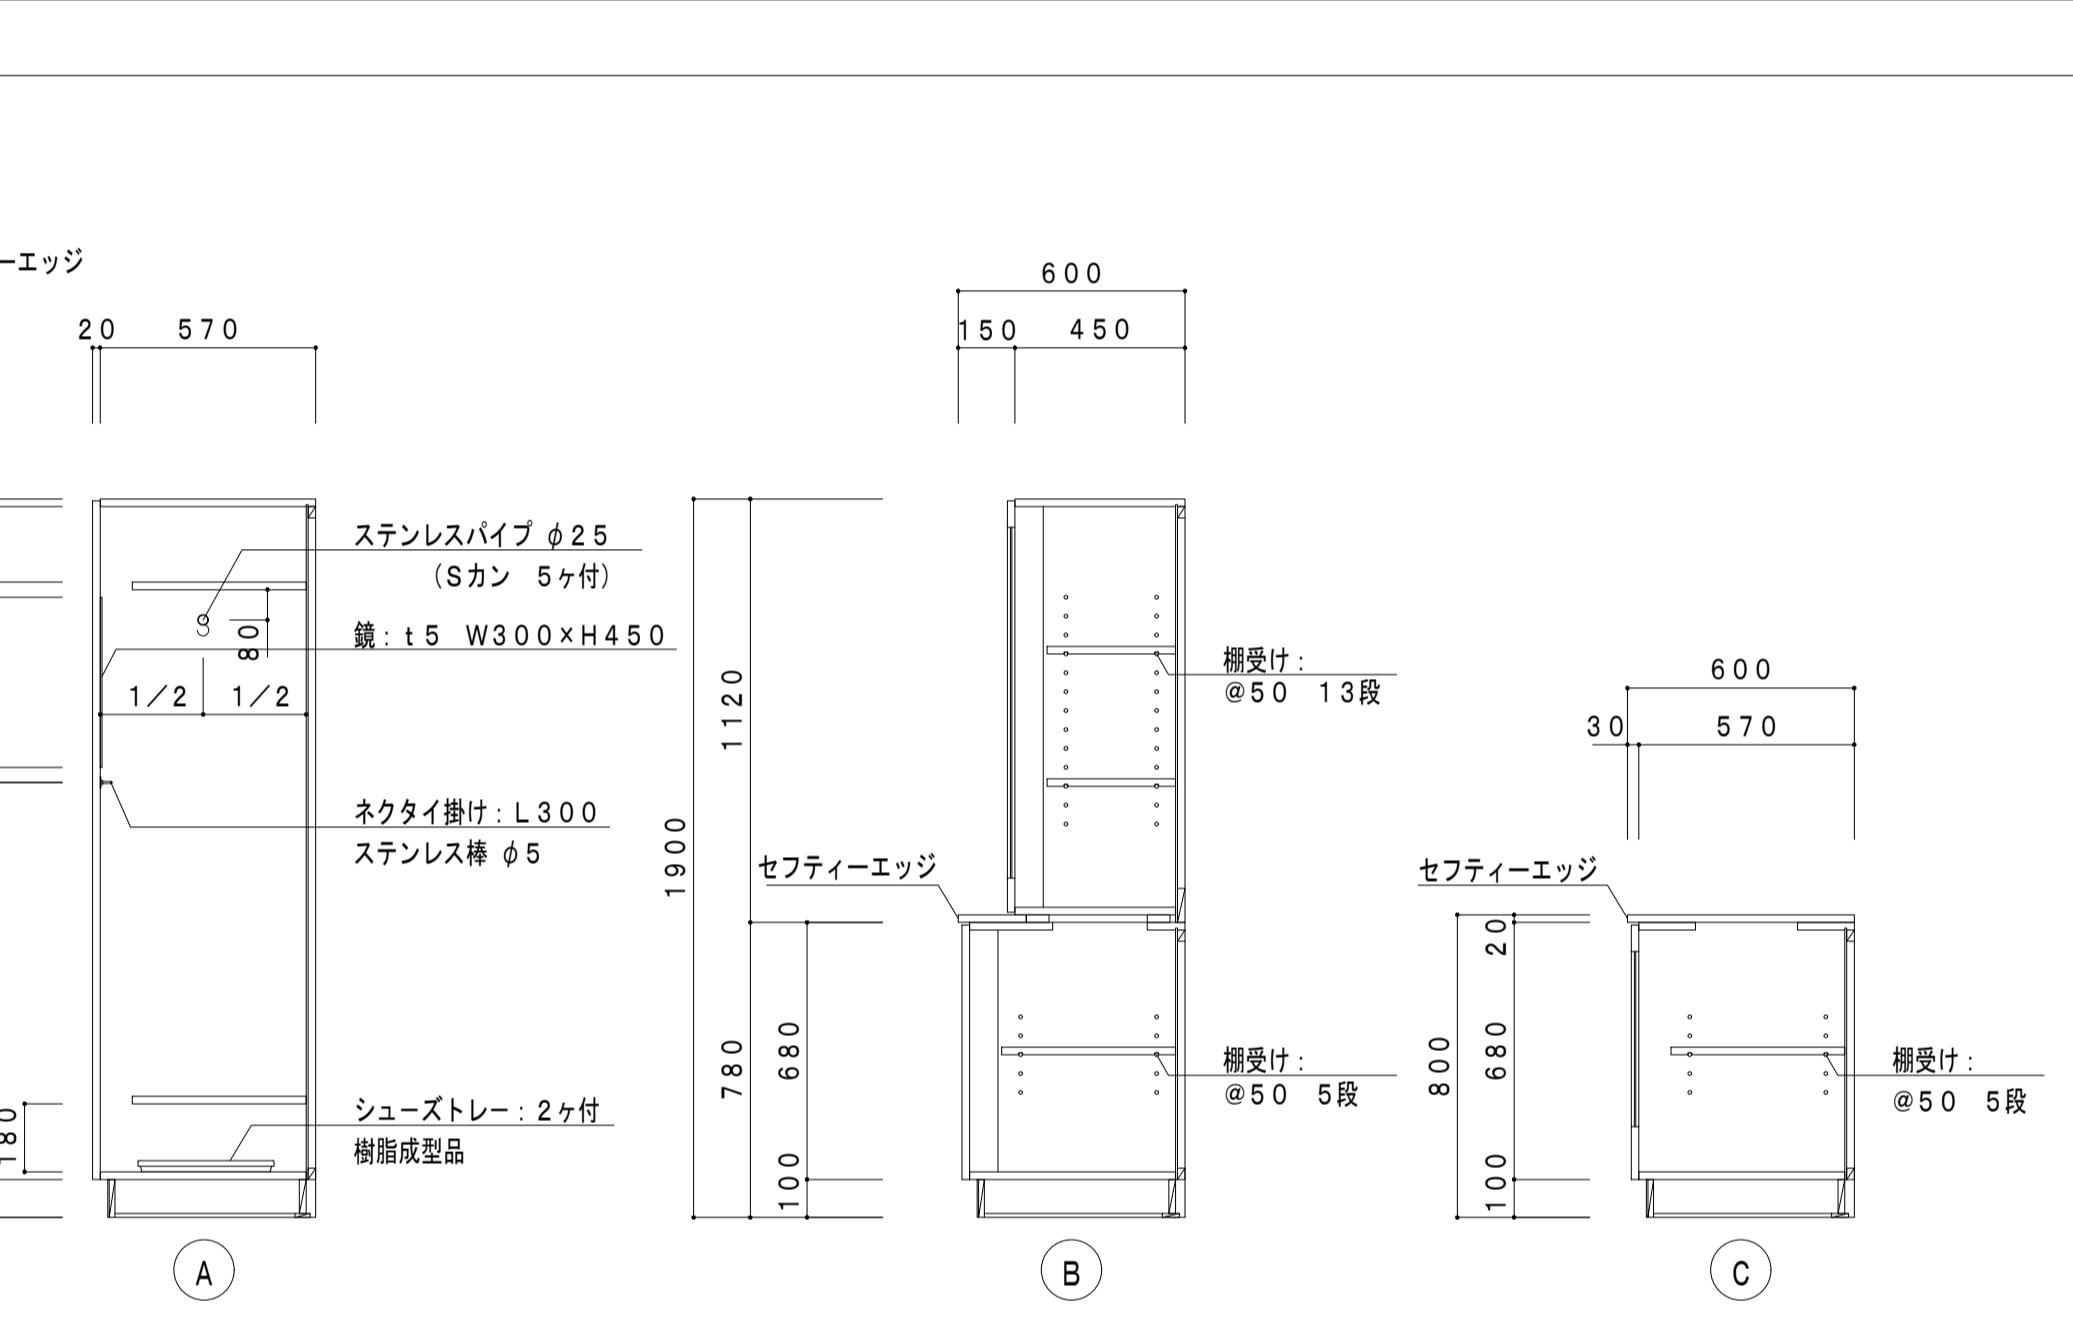 ーエッジ
20 570
ステンレスパイプ φ25
(Sカン 5ヶ付)
80
鏡:t5 W300×H450
1/2 1/2
ネクタイ掛け:L300
ステンレス棒 φ5
シューズトレー:2ヶ付
樹脂成型品
180
A
600
150 450
1120
1900
棚受け:
@50 13段
セフティーエッジ
780
680
100
棚受け:
@50 5段
B
600
30 570
セフティーエッジ
20
800
680
100
棚受け:
@50 5段
C